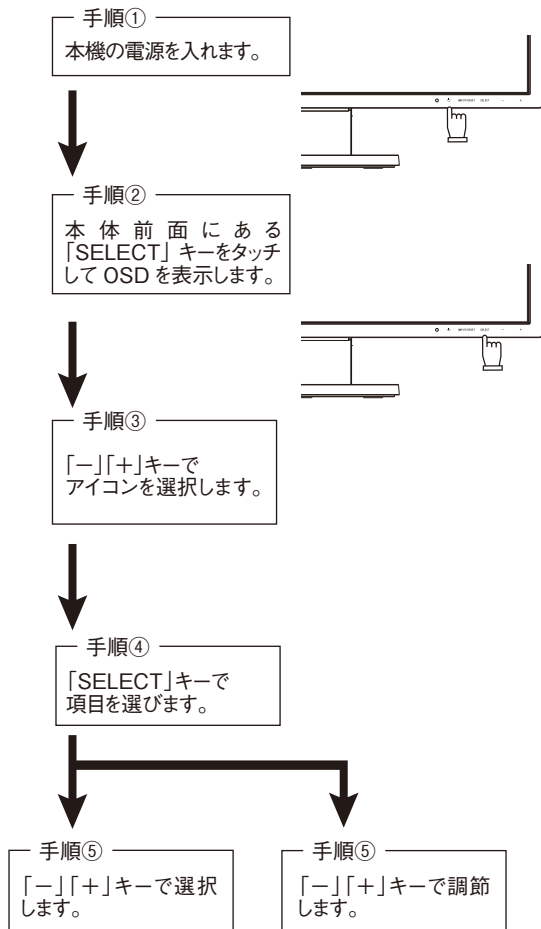 手順①
本機の電源を入れます。
手順②
本体前面にある
「SELECT」キーをタッチ
して OSD を表示します。
手順③
「－」「＋」キーで
アイコンを選択します。
手順④
「SELECT」キーで
項目を選びます。
手順⑤
「－」「＋」キーで選択
します。
手順⑤
「－」「＋」キーで調節
します。